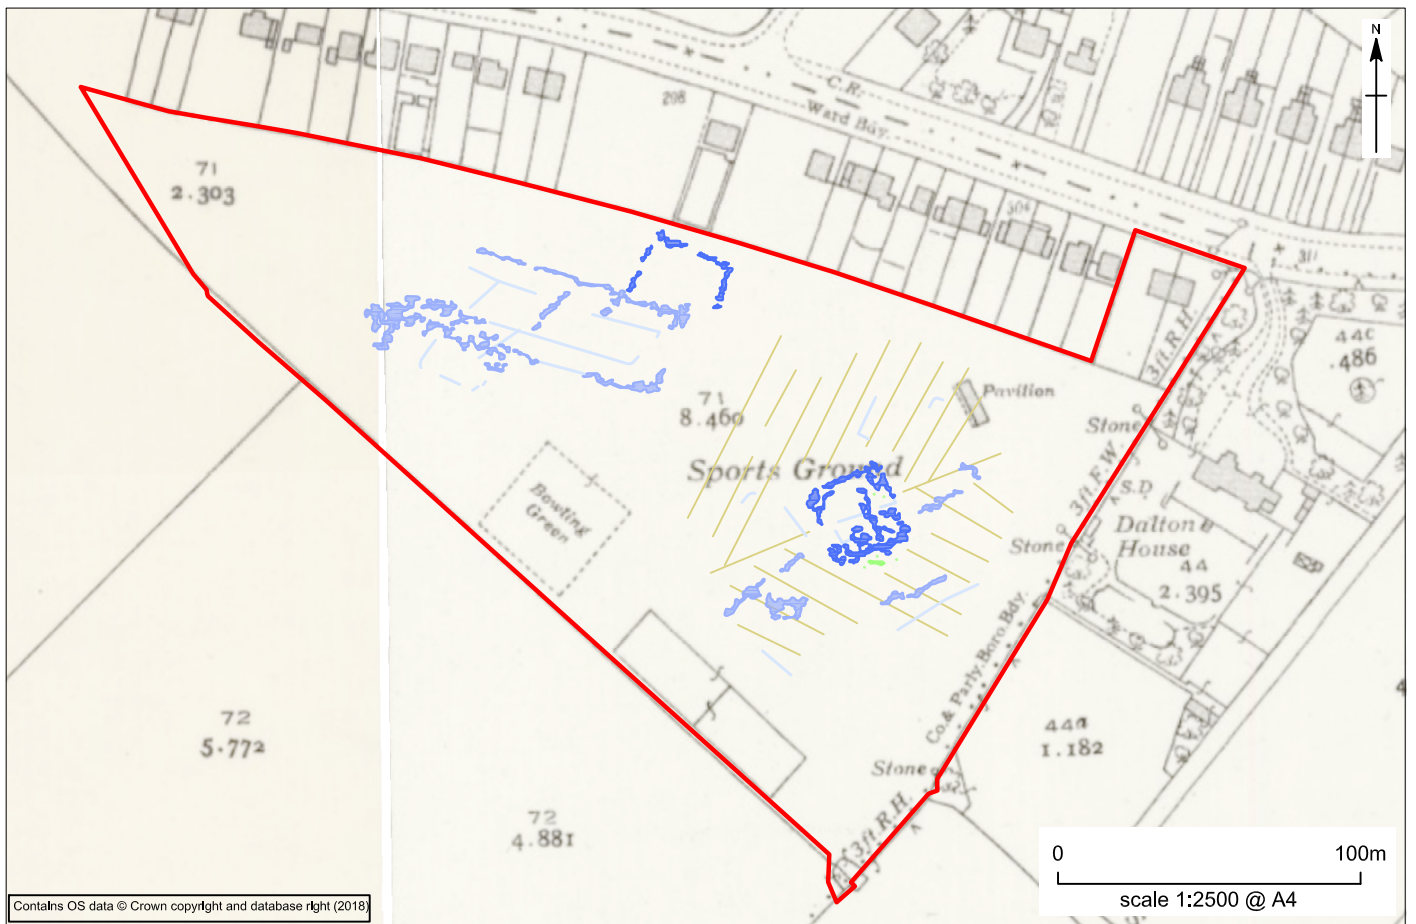 N
C.R.
Ward Bdy.
298
304
311
71
2.303
3ft.R.H.
44c
.486
Pavilion
71
8.460
Stone
Sports Ground
3ft.F.W.
S.D
Bowling
Green
Dalton
House
Stone
44
2.395
Co.& Parly. Boro. Bdy.
72
5.772
44a
1.182
Stone
3ft.R.H.
72
4.881
0
100m
scale 1:2500 @ A4
Contains OS data © Crown copyright and database right (2018)